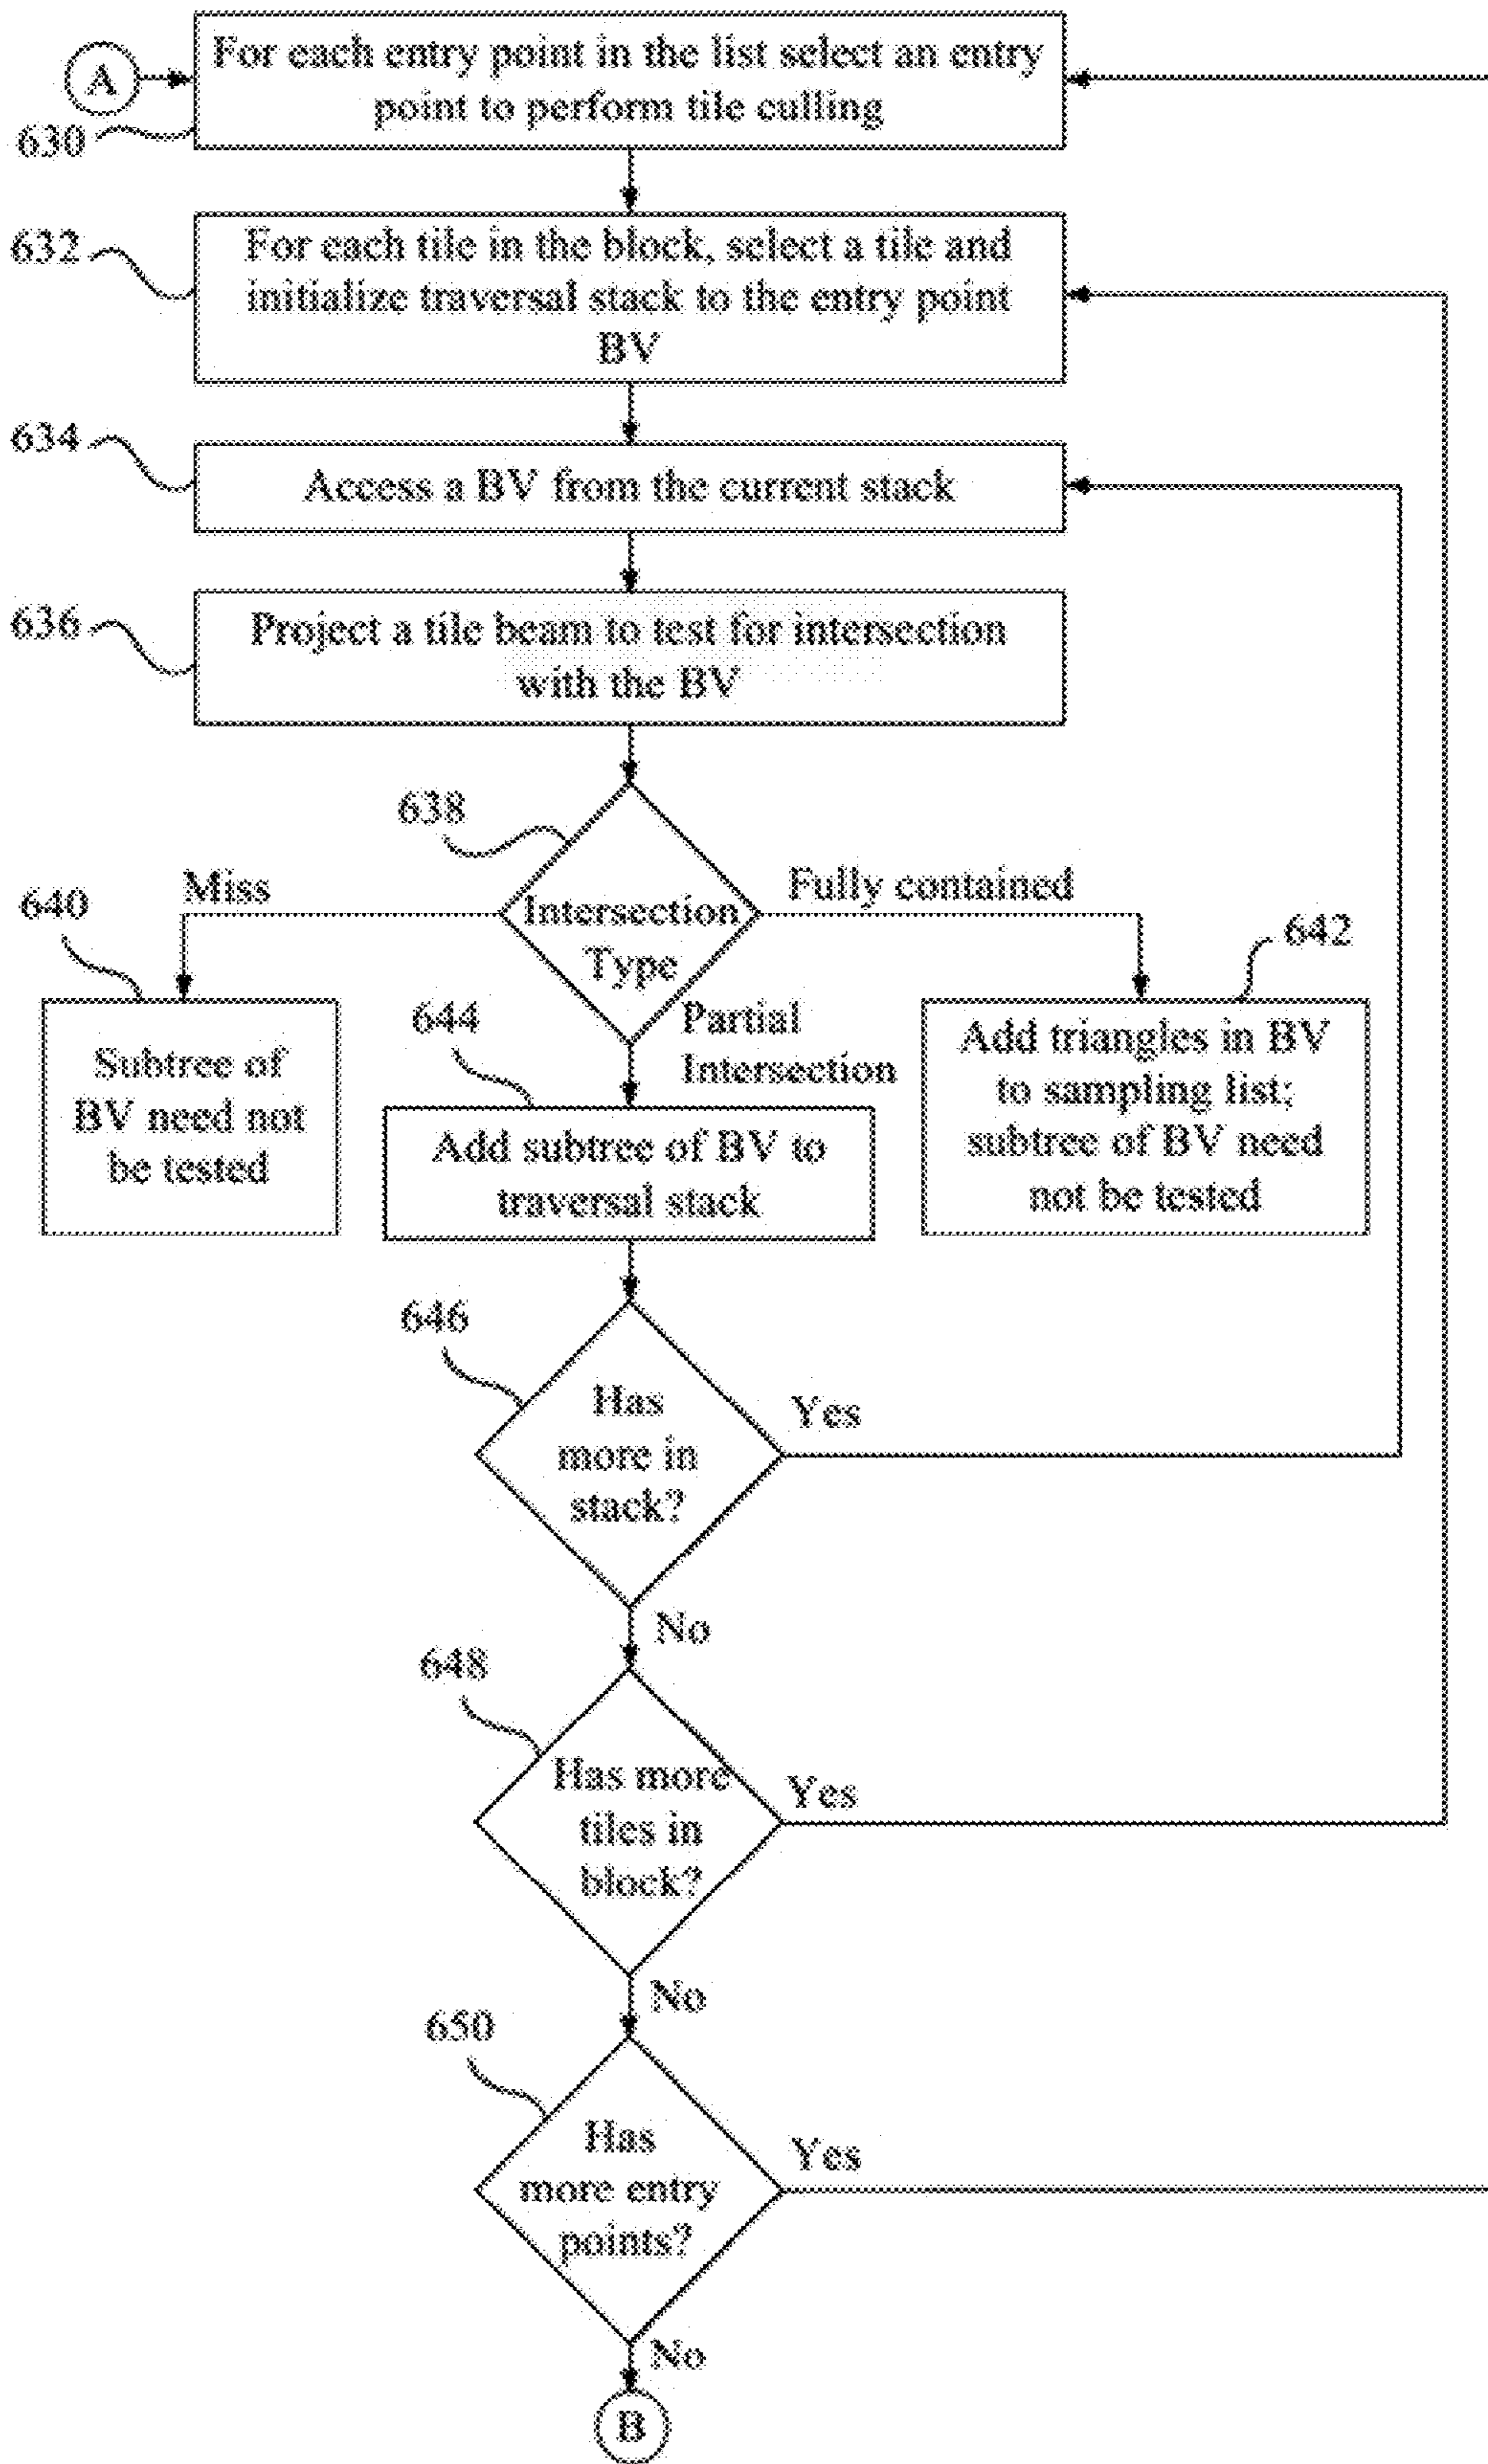 For each entry point in the list select an entry
point to perform tile culling
A
630
632
For each tile in the block, select a tile and
initialize traversal stack to the entry point
BV
634
Access a BV from the current stack
636
Project a tile beam to test for intersection
with the BV
638
Miss
Fully contained
640
Intersection
Type
642
644
Partial
Intersection
Subtree of
BV need not
be tested
Add subtree of BV to
traversal stack
Add triangles in BV
to sampling list;
subtree of BV need
not be tested
646
Has
more in
stack?
Yes
No
648
Has more
tiles in
block?
Yes
No
650
Has
more entry
points?
Yes
No
B